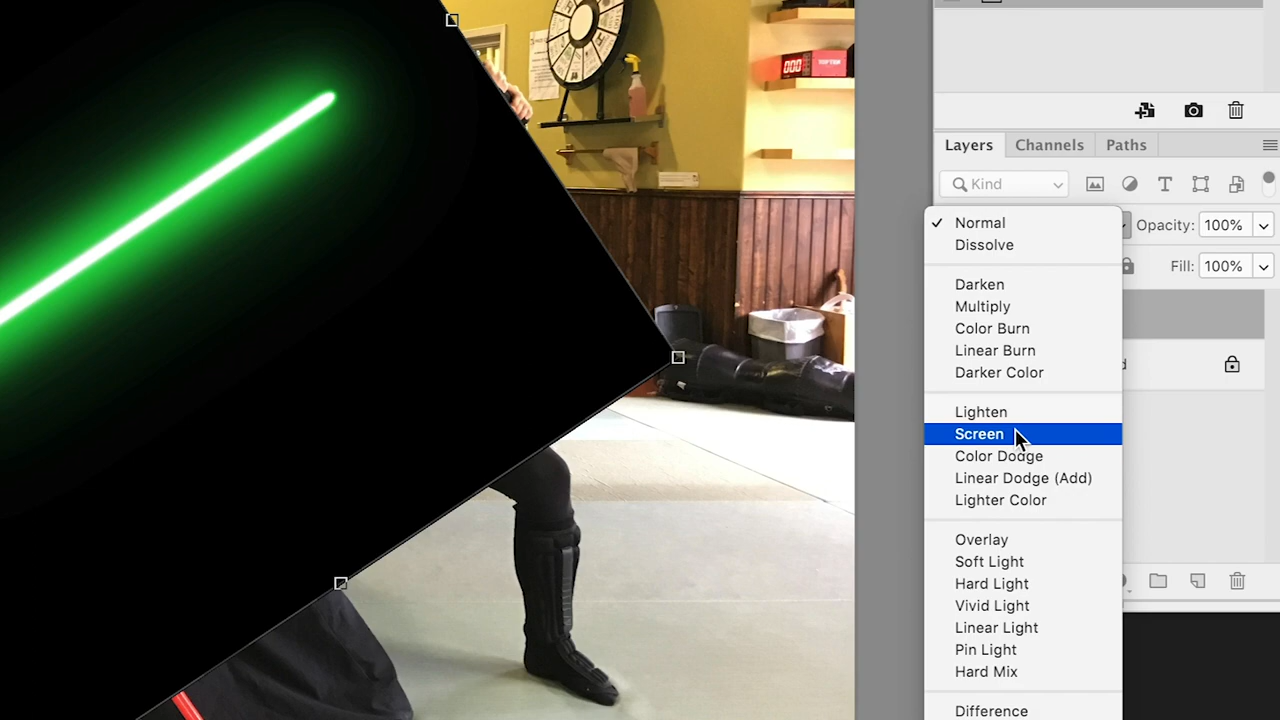 000
Layers
Channels
Paths
Kind
Normal
Opacity: 100%
Dissolve
Fill: 100%
Darken
Multiply
Color Burn
Linear Burn
Darker Color
Lighten
Screen
Color Dodge
Linear Dodge (Add)
Lighter Color
Overlay
Soft Light
Hard Light
Vivid Light
Linear Light
Pin Light
Hard Mix
Difference